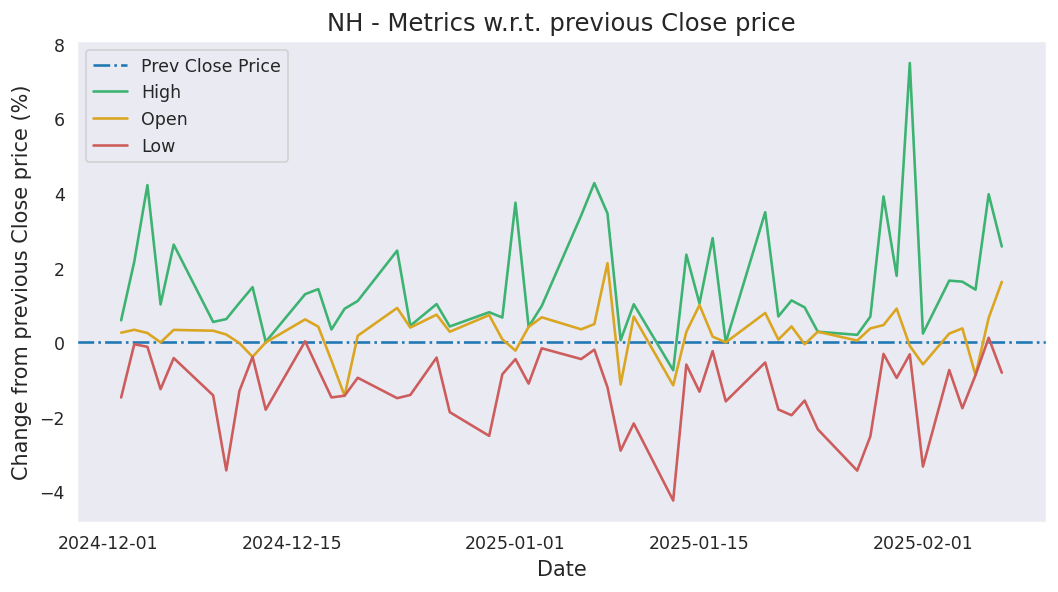 NH - Metrics w.r.t. previous Close price
Change from previous Close price (%)
8
6
4
2
0
−2
−4
Prev Close Price
High
Open
Low
2024-12-01
2024-12-15
2025-01-01
2025-01-15
2025-02-01
Date